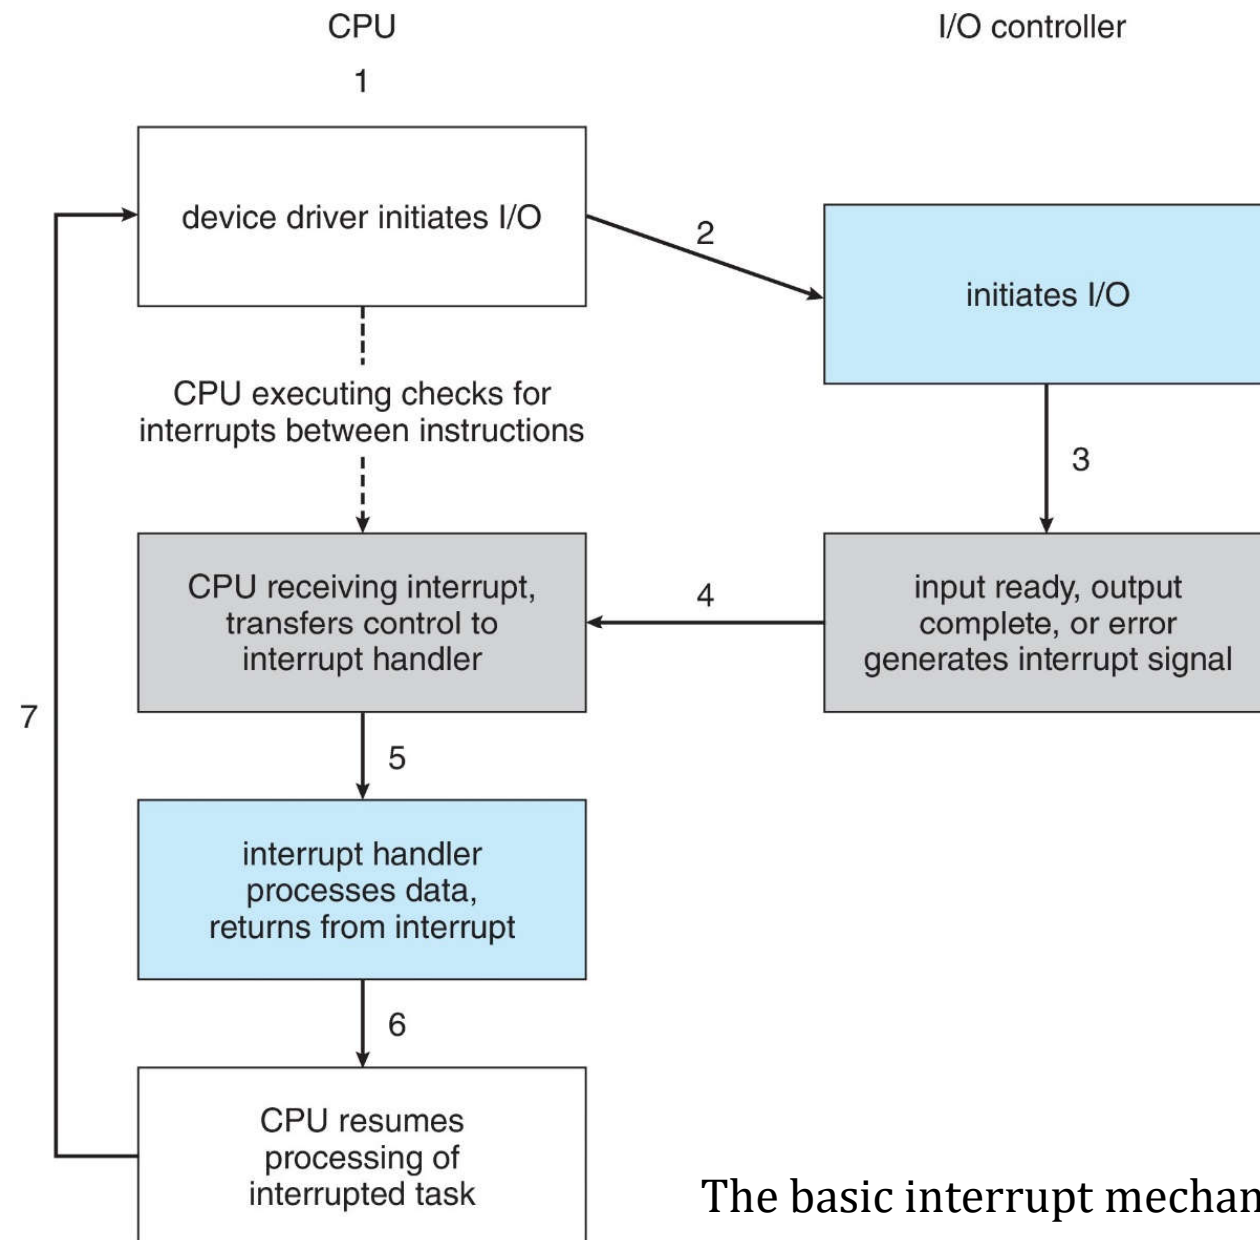 CPU
I/O controller
1
device driver initiates I/O
2
initiates I/O
CPU executing checks for
interrupts between instructions
3
CPU receiving interrupt,
transfers control to
interrupt handler
4
input ready, output
complete, or error
generates interrupt signal
7
5
interrupt handler
processes data,
returns from interrupt
6
CPU resumes
processing of
interrupted task
The basic interrupt mechan